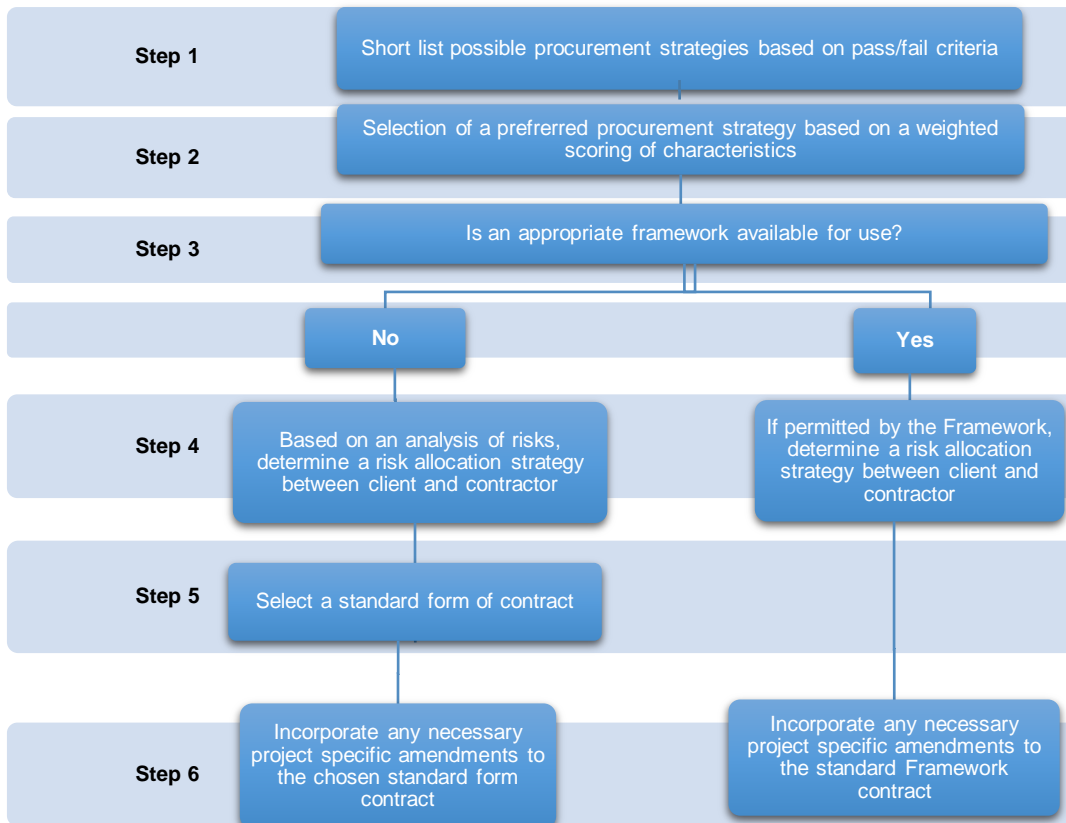 Step 1
Short list possible procurement strategies based on pass/fail criteria
Step 2
Selection of a prefrerred procurement strategy based on a weighted
scoring of characteristics
Step 3
Is an appropriate framework available for use?
No
Yes
Step 4
Based on an analysis of risks,
determine a risk allocation strategy
between client and contractor
If permitted by the Framework,
determine a risk allocation
strategy between client and
contractor
Step 5
Select a standard form of contract
Step 6
Incorporate any necessary
project specific amendments to
the chosen standard form
contract
Incorporate any necessary
project specific amendments to
the standard Framework
contract